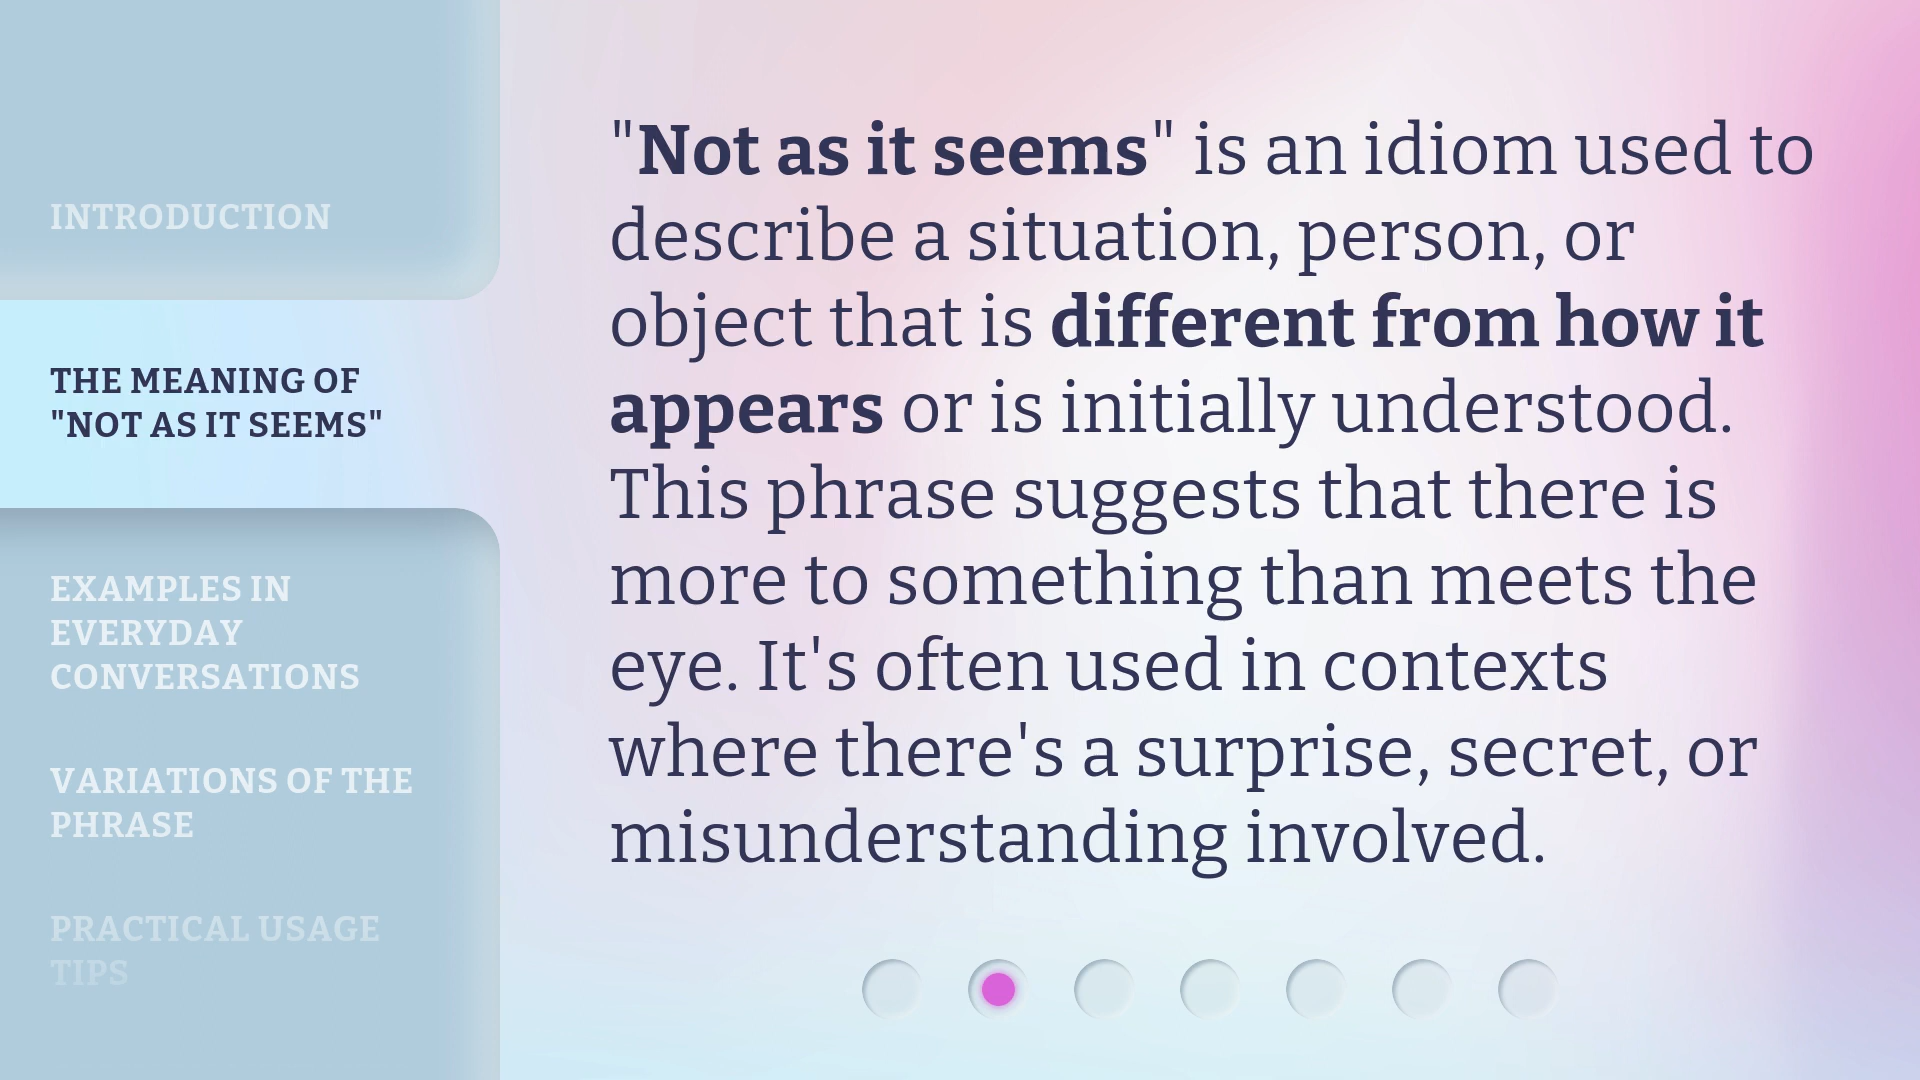 INTRODUCTION
THE MEANING OF
"NOT AS IT SEEMS"
EXAMPLES IN
EVERYDAY
CONVERSATIONS
VARIATIONS OF THE
PHRASE
PRACTICAL USAGE
TIPS
"Not as it seems" is an idiom used to
describe a situation, person, or
object that is different from how it
appears or is initially understood.
This phrase suggests that there is
more to something than meets the
eye. It's often used in contexts
where there's a surprise, secret, or
misunderstanding involved.